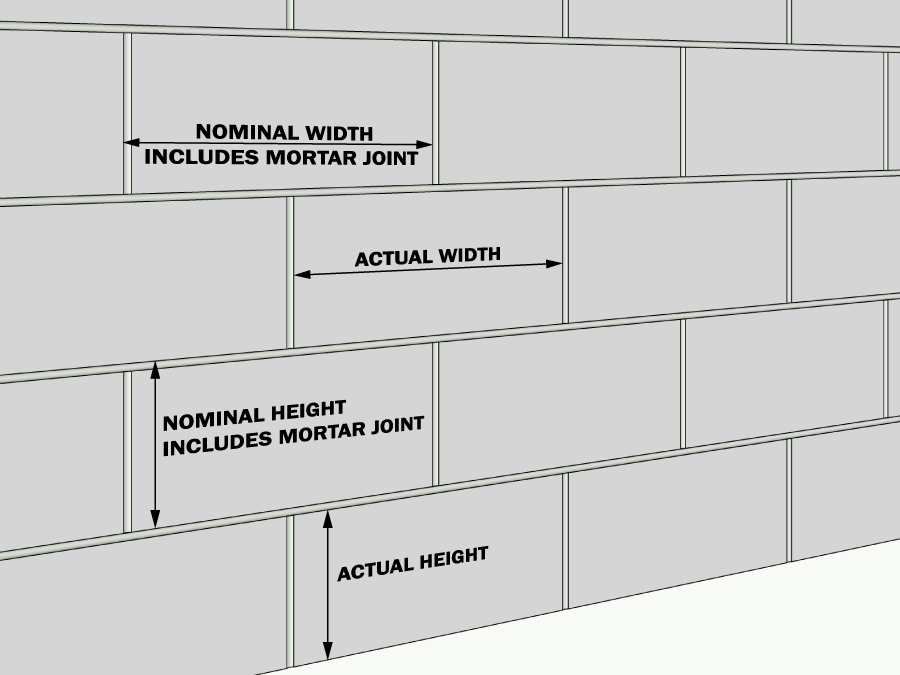 NOMINAL WIDTH
INCLUDES MORTAR JOINT
ACTUAL WIDTH
NOMINAL HEIGHT
INCLUDES MORTAR JOINT
ACTUAL HEIGHT